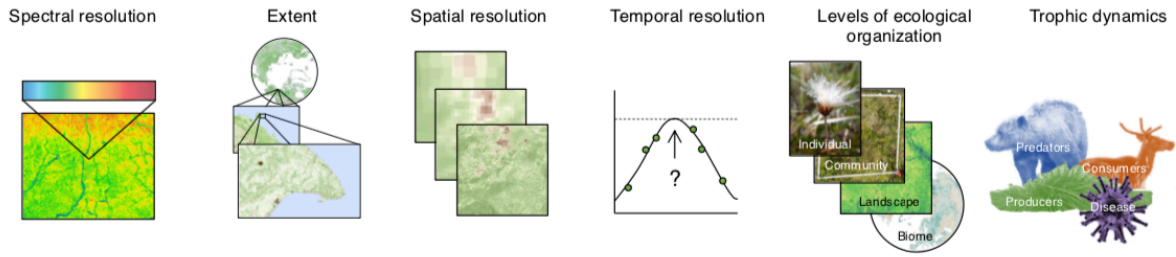 Spectral resolution
Extent
Spatial resolution
Temporal resolution
Levels of ecological
organization
Trophic dynamics
?
Individual
Community
Landscape
Biome
Predators
Consumers
Producers
Disease